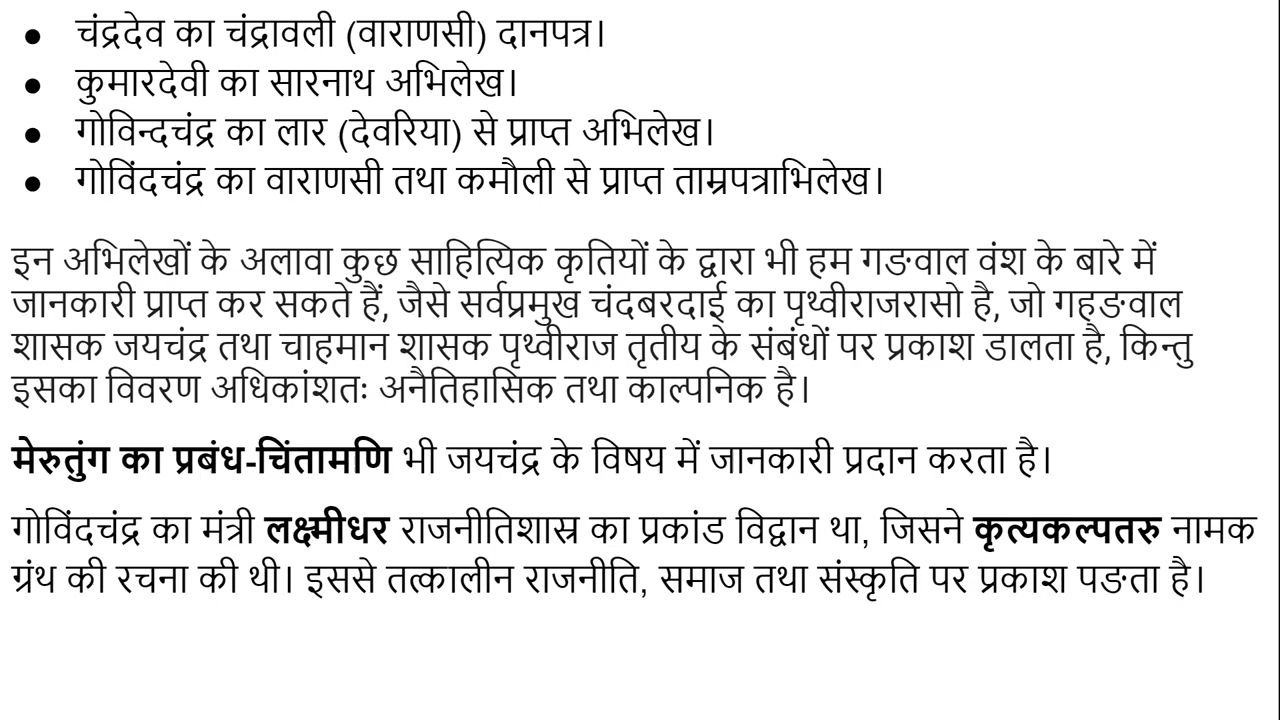 ● चंद्रदेव का चंद्रावली (वाराणसी) दानपत्र।
● कुमारदेवी का सारनाथ अभिलेख।
● गोविन्दचंद्र का लार (देवरिया) से प्राप्त अभिलेख।
● गोविंदचंद्र का वाराणसी तथा कमौली से प्राप्त ताम्रपत्राभिलेख।
इन अभिलेखों के अलावा कुछ साहित्यिक कृतियों के द्वारा भी हम गङवाल वंश के बारे में
जानकारी प्राप्त कर सकते हैं, जैसे सर्वप्रमुख चंदबरदाई का पृथ्वीराजरासो है, जो गहङवाल
शासक जयचंद्र तथा चाहमान शासक पृथ्वीराज तृतीय के संबंधों पर प्रकाश डालता है, किन्तु
इसका विवरण अधिकांशतः अनैतिहासिक तथा काल्पनिक है।
मेरुतुंग का प्रबंध-चिंतामणि भी जयचंद्र के विषय में जानकारी प्रदान करता है।
गोविंदचंद्र का मंत्री लक्ष्मीधर राजनीतिशास्र का प्रकांड विद्वान था, जिसने कृत्यकल्पतरु नामक
ग्रंथ की रचना की थी। इससे तत्कालीन राजनीति, समाज तथा संस्कृति पर प्रकाश पङता है।